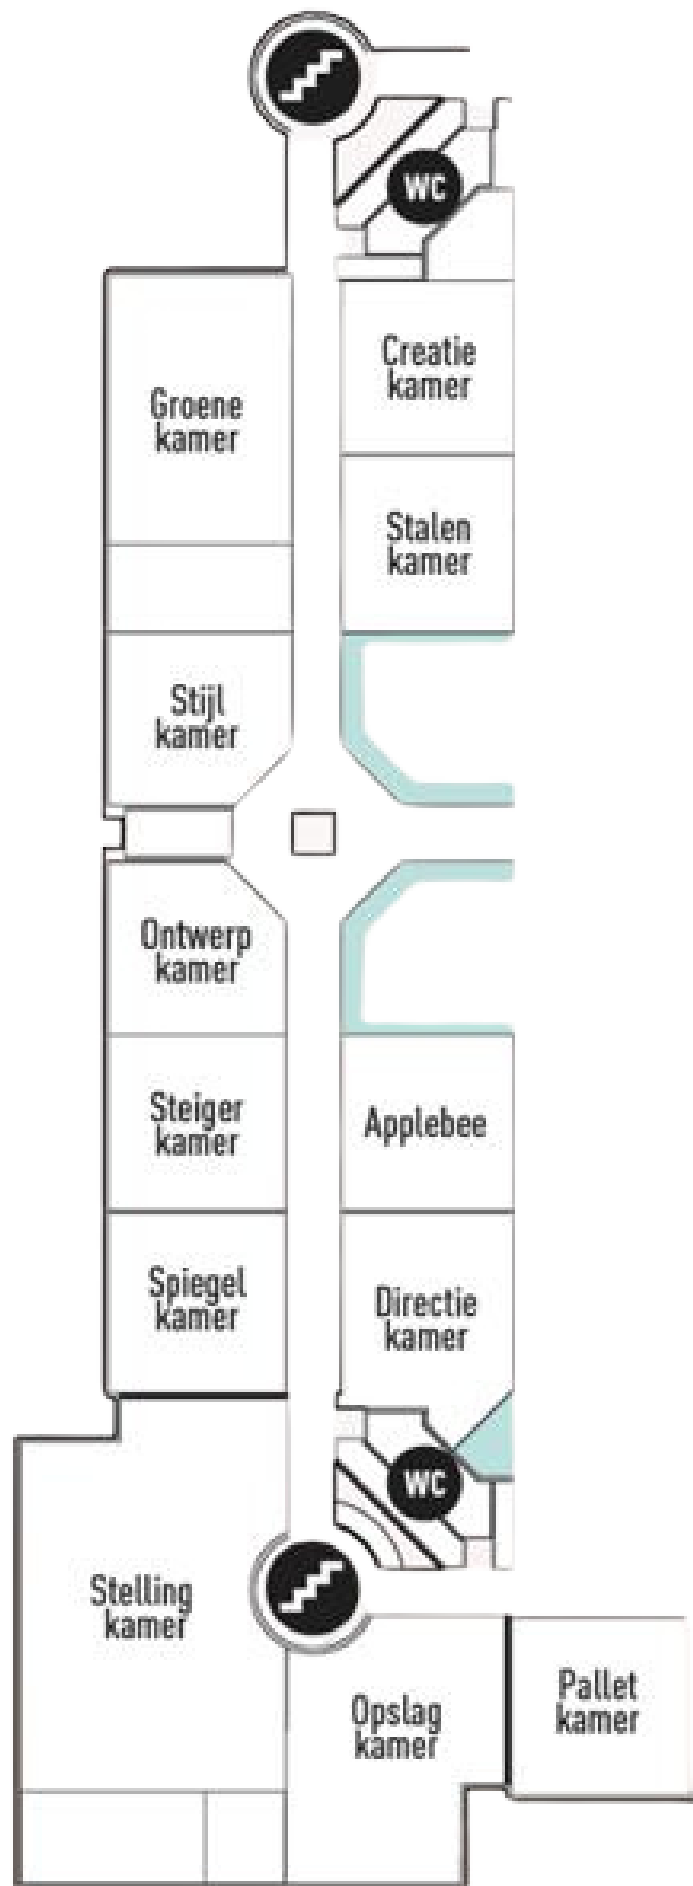 WC
Creatie
kamer
Groene
kamer
Stalen
kamer
Stijl
kamer
Ontwerp
kamer
Steiger
kamer
Applebee
Spiegel
kamer
Directie
kamer
WC
Stelling
kamer
Opslag
kamer
Pallet
kamer